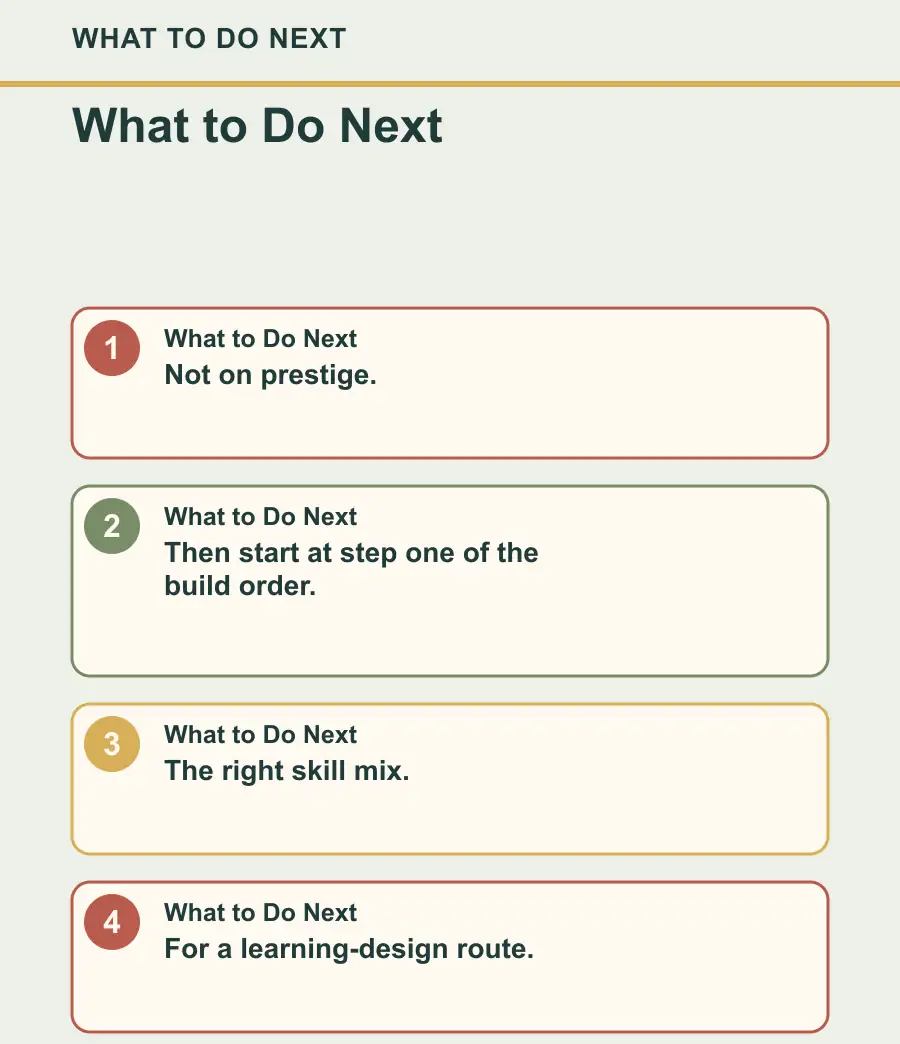 WHAT TO DO NEXT
What to Do Next
1
What to Do Next
Not on prestige.
2
What to Do Next
Then start at step one of the
build order.
3
What to Do Next
The right skill mix.
4
What to Do Next
For a learning-design route.